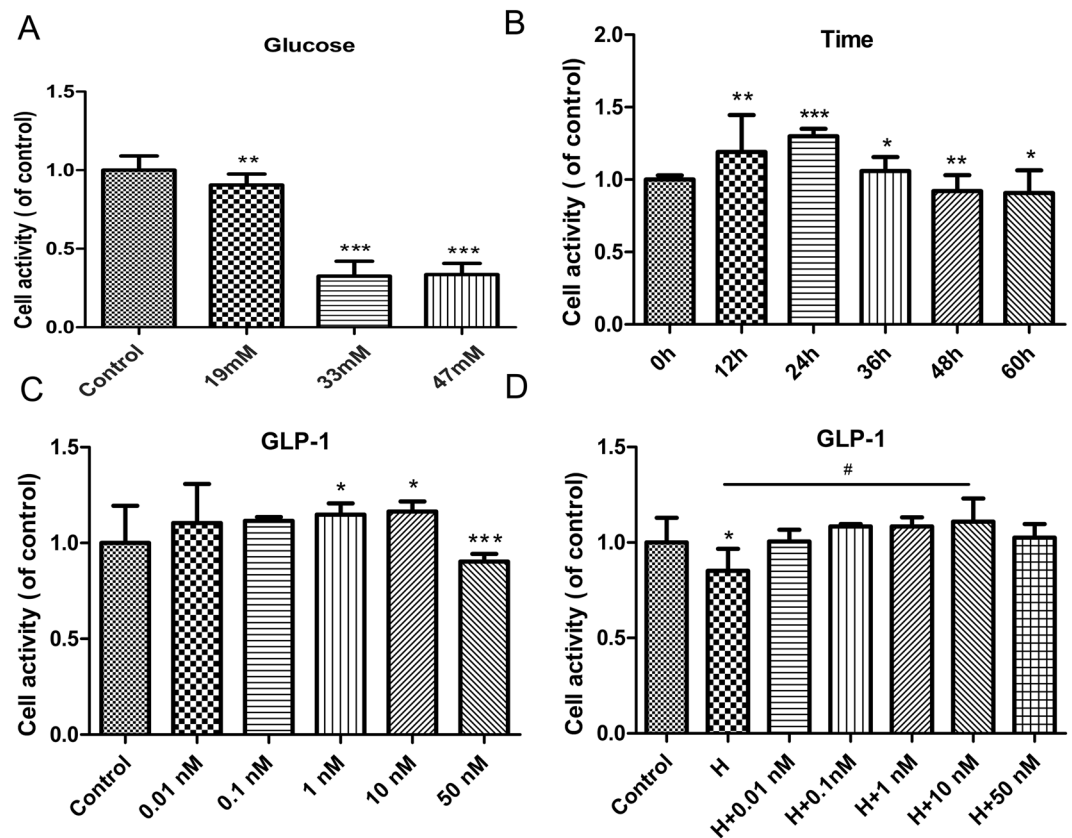 A
Glucose
Cell activity ( of control)
1.5
1.0
0.5
0.0
**
***
***
Control
19mM
33mM
47mM
B
Time
Cell activity ( of control)
2.0
1.5
1.0
0.5
0.0
**
***
*
**
*
0h
12h
24h
36h
48h
60h
C
GLP-1
Cell activity ( of control)
1.5
1.0
0.5
0.0
*
*
***
Control
0.01 nM
0.1 nM
1 nM
10 nM
50 nM
D
GLP-1
Cell activity ( of control)
1.5
1.0
0.5
0.0
#
*
Control
H
H+0.01 nM
H+0.1nM
H+1 nM
H+10 nM
H+50 nM